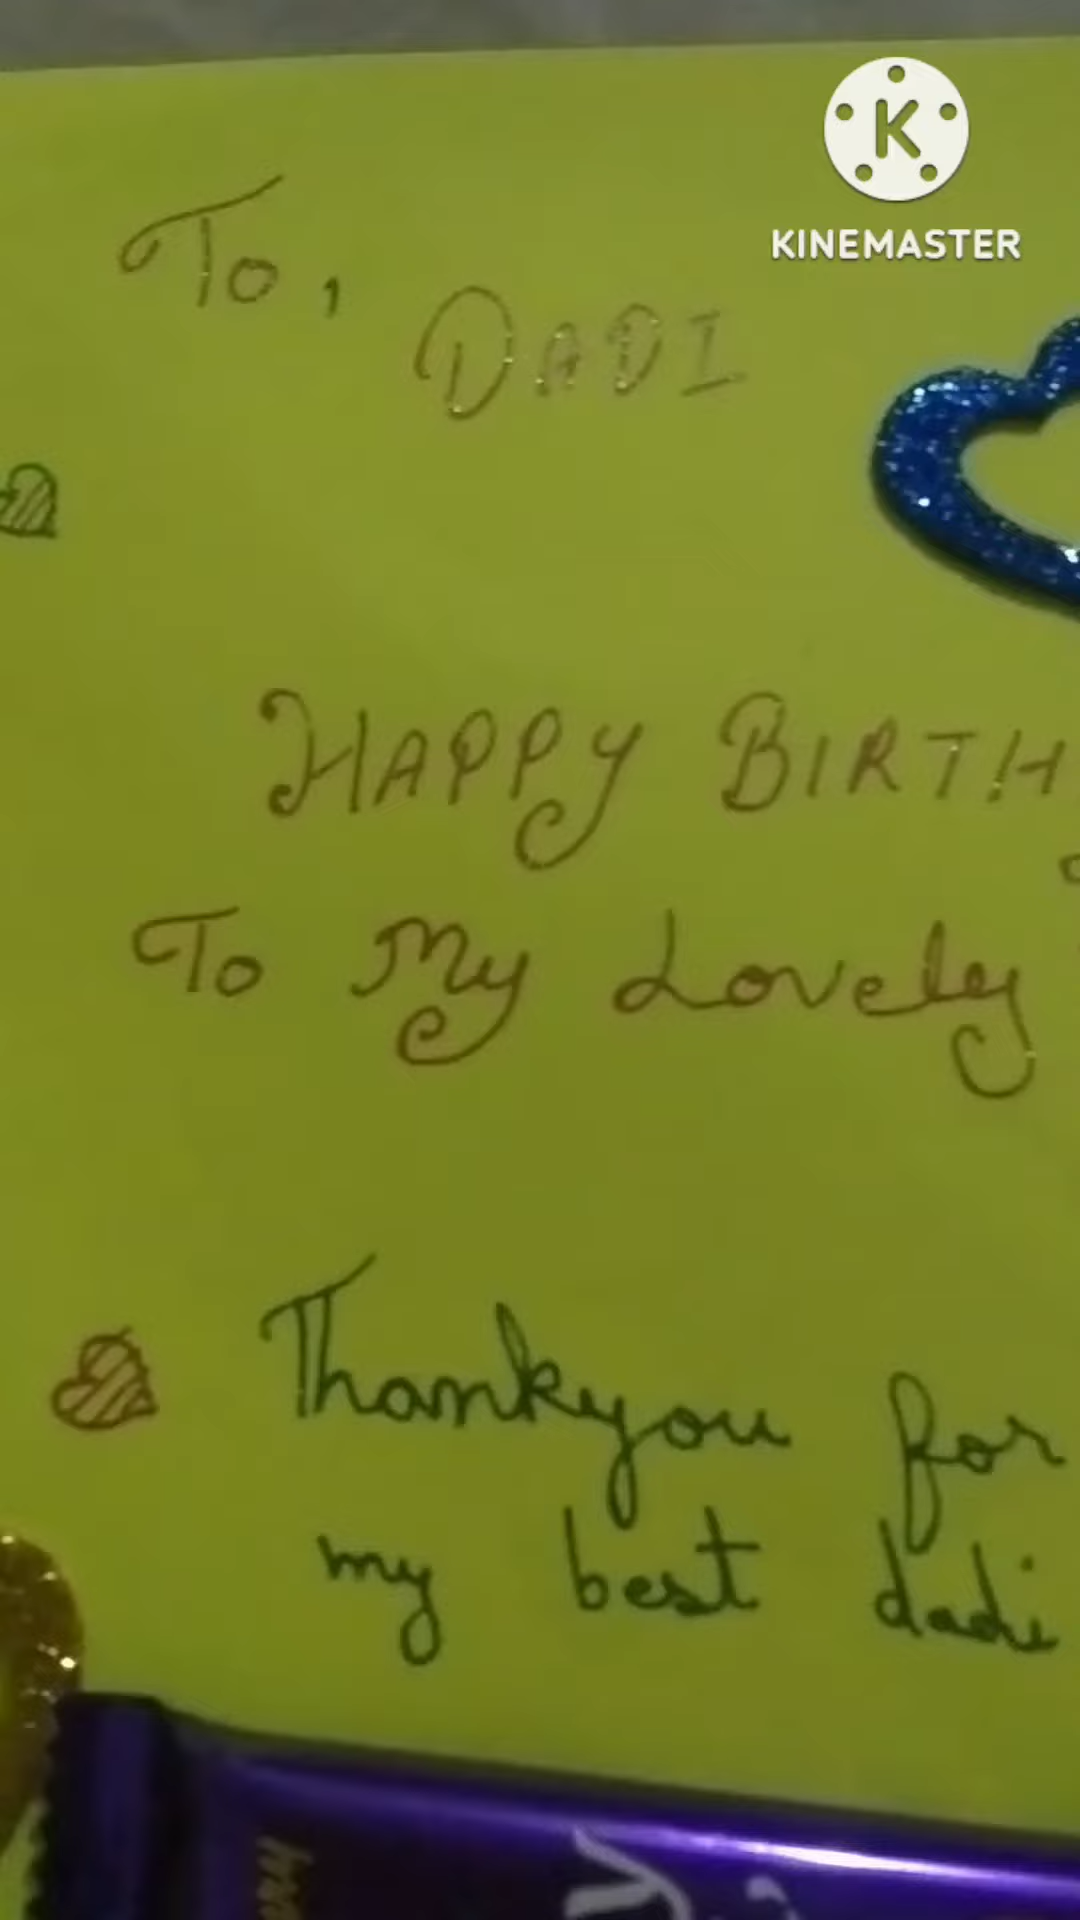 KINEMASTER
To,
DADI
HAPPY BIRTH
To My Lovely
Thankyou for
my best dadi